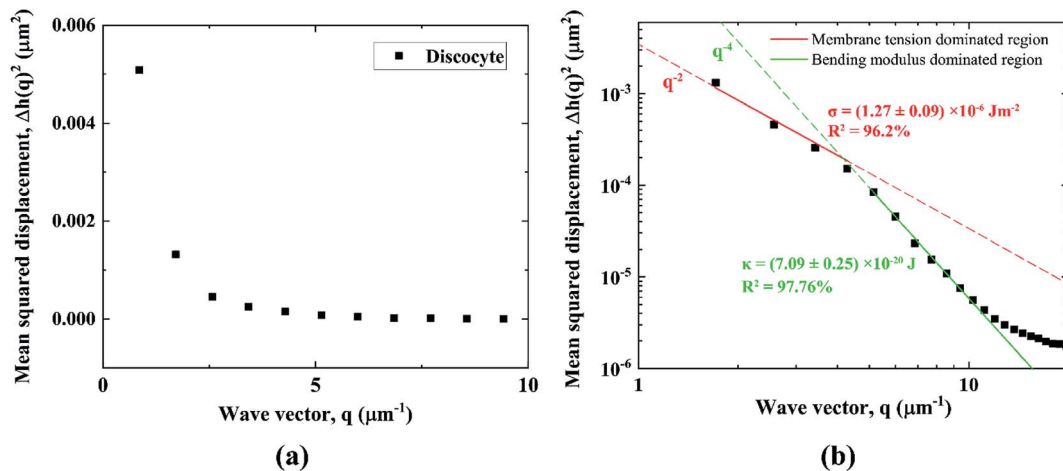 0.006
0.004
0.002
0.000
Mean squared displacement, Δh(q)² (μm²)
Discocyte
0
5
10
Wave vector, q (μm⁻¹)
(a)
10⁻³
10⁻⁴
10⁻⁵
10⁻⁶
Mean squared displacement, Δh(q)² (μm²)
Membrane tension dominated region
Bending modulus dominated region
q⁻⁴
q⁻²
σ = (1.27 ± 0.09) ×10⁻⁶ Jm⁻²
R² = 96.2%
κ = (7.09 ± 0.25) ×10⁻²⁰ J
R² = 97.76%
1
10
Wave vector, q (μm⁻¹)
(b)